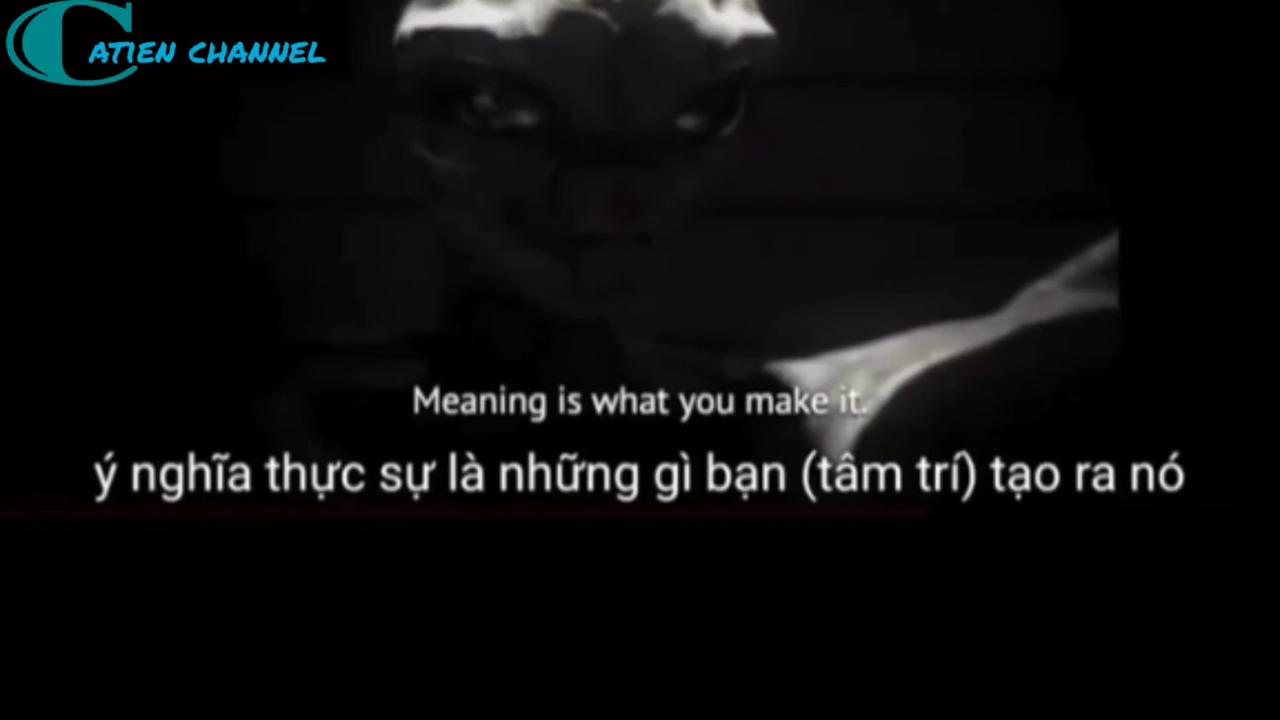 CATIEN CHANNEL
Meaning is what you make it.
ý nghĩa thực sự là những gì bạn (tâm trí) tạo ra nó